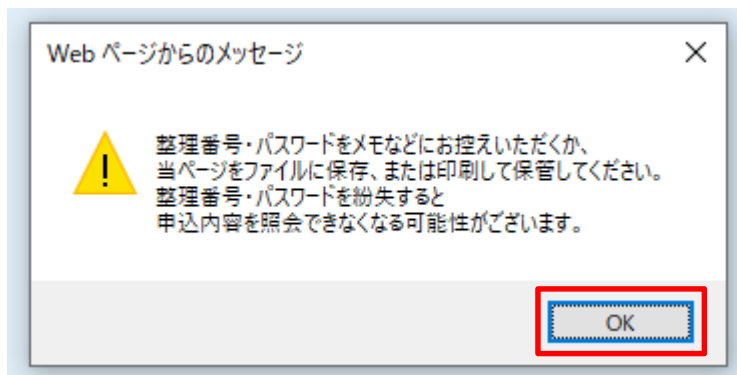 Web ページからのメッセージ
整理番号・パスワードをメモなどにお控えいただくか、
当ページをファイルに保存、または印刷して保管してください。
整理番号・パスワードを紛失すると
申込内容を照会できなくなる可能性がございます。
OK